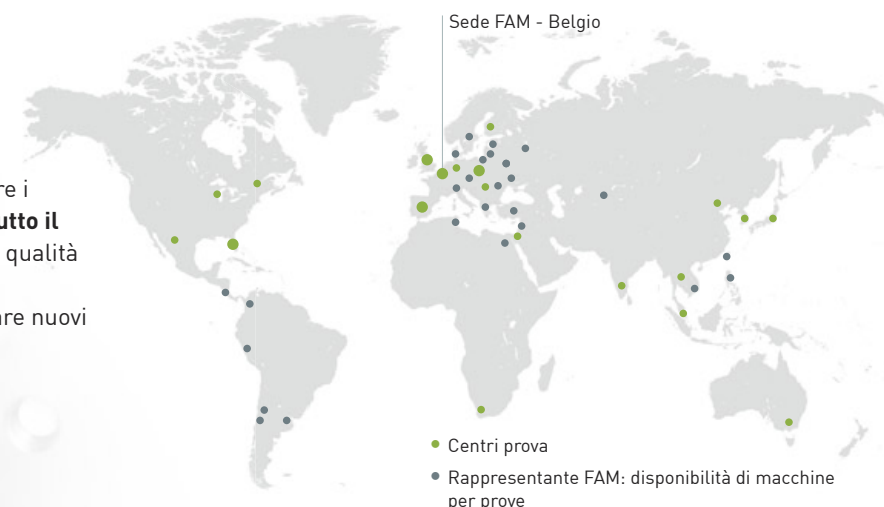 Sede FAM - Belgio
re i
utto il
qualità
are nuovi
Centri prova
Rappresentante FAM: disponibilità di macchine
per prove